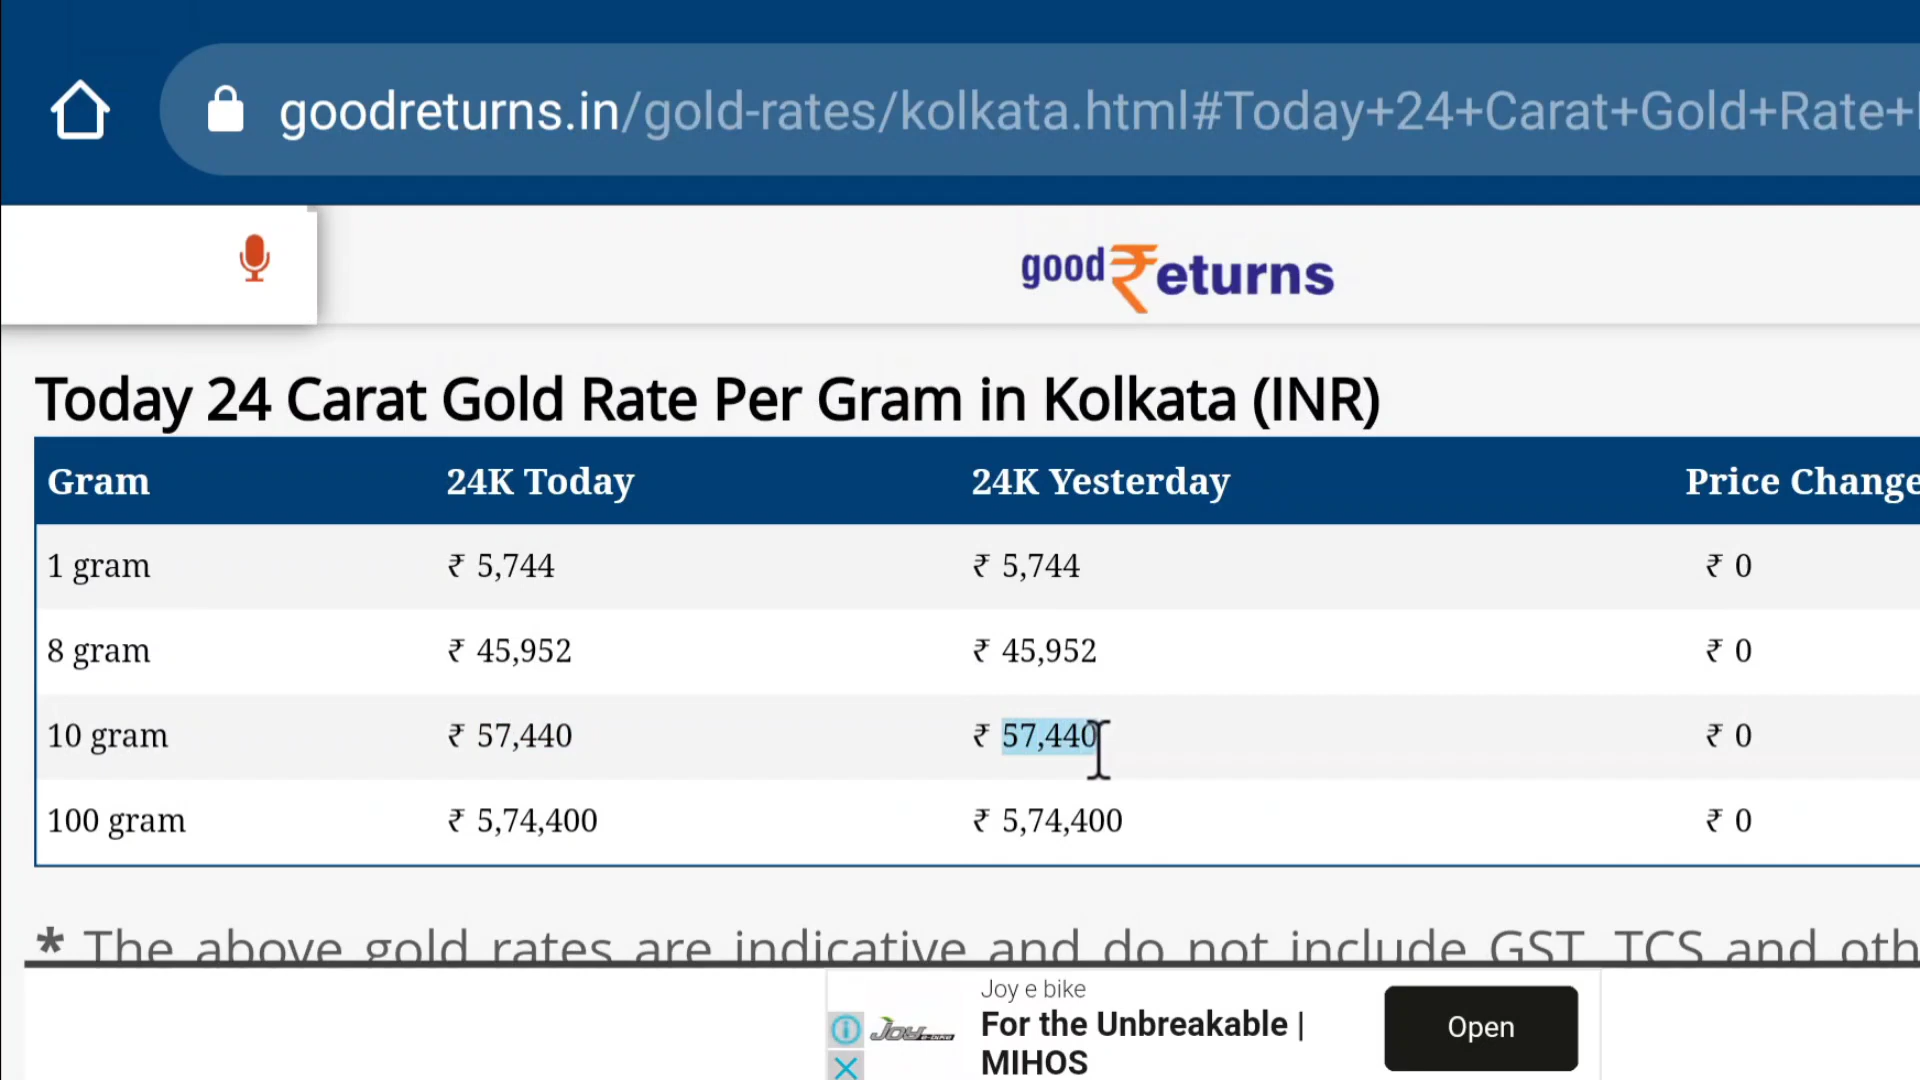 goodreturns.in/gold-rates/kolkata.html#Today+24+Carat+Gold+Rate+
good₹eturns
Today 24 Carat Gold Rate Per Gram in Kolkata (INR)
Gram 24K Today 24K Yesterday Price Change
1 gram ₹ 5,744 ₹ 5,744 ₹ 0
8 gram ₹ 45,952 ₹ 45,952 ₹ 0
10 gram ₹ 57,440 ₹ 57,440 ₹ 0
100 gram ₹ 5,74,400 ₹ 5,74,400 ₹ 0
* The above gold rates are indicative and do not include GST, TCS and oth
Joy e bike
JOY e-bike
For the Unbreakable |
MIHOS
Open